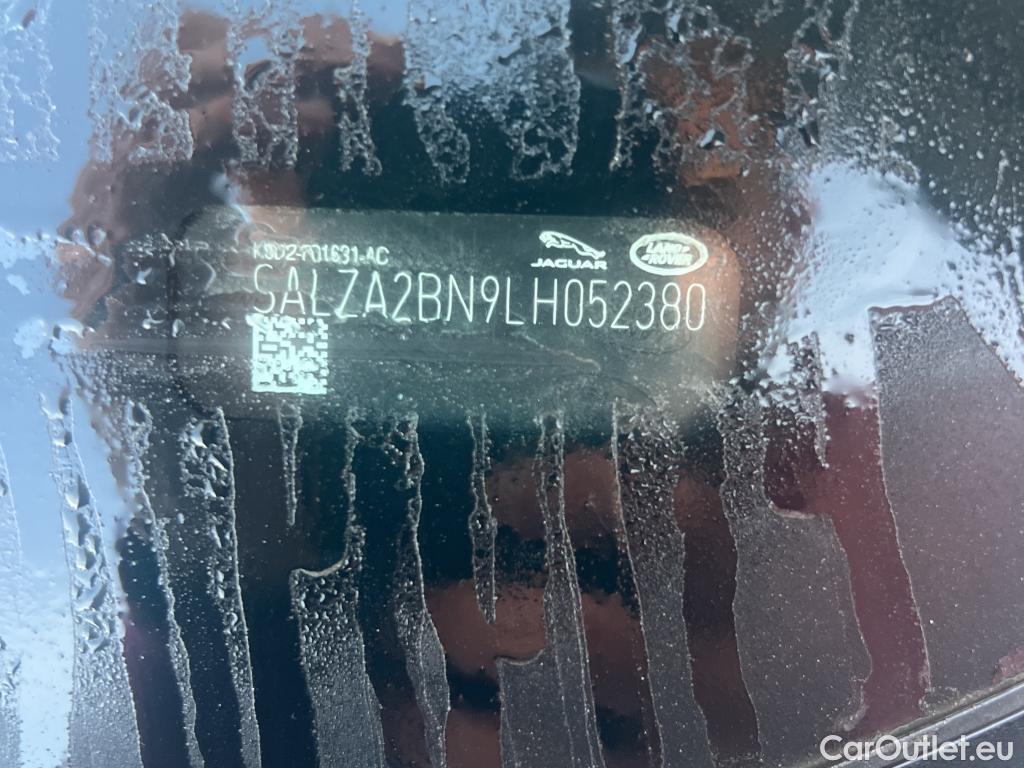 K8D2-701631-AC
JAGUAR
LAND
ROVER
SALZA2BN9LH052380
CarOutlet.eu